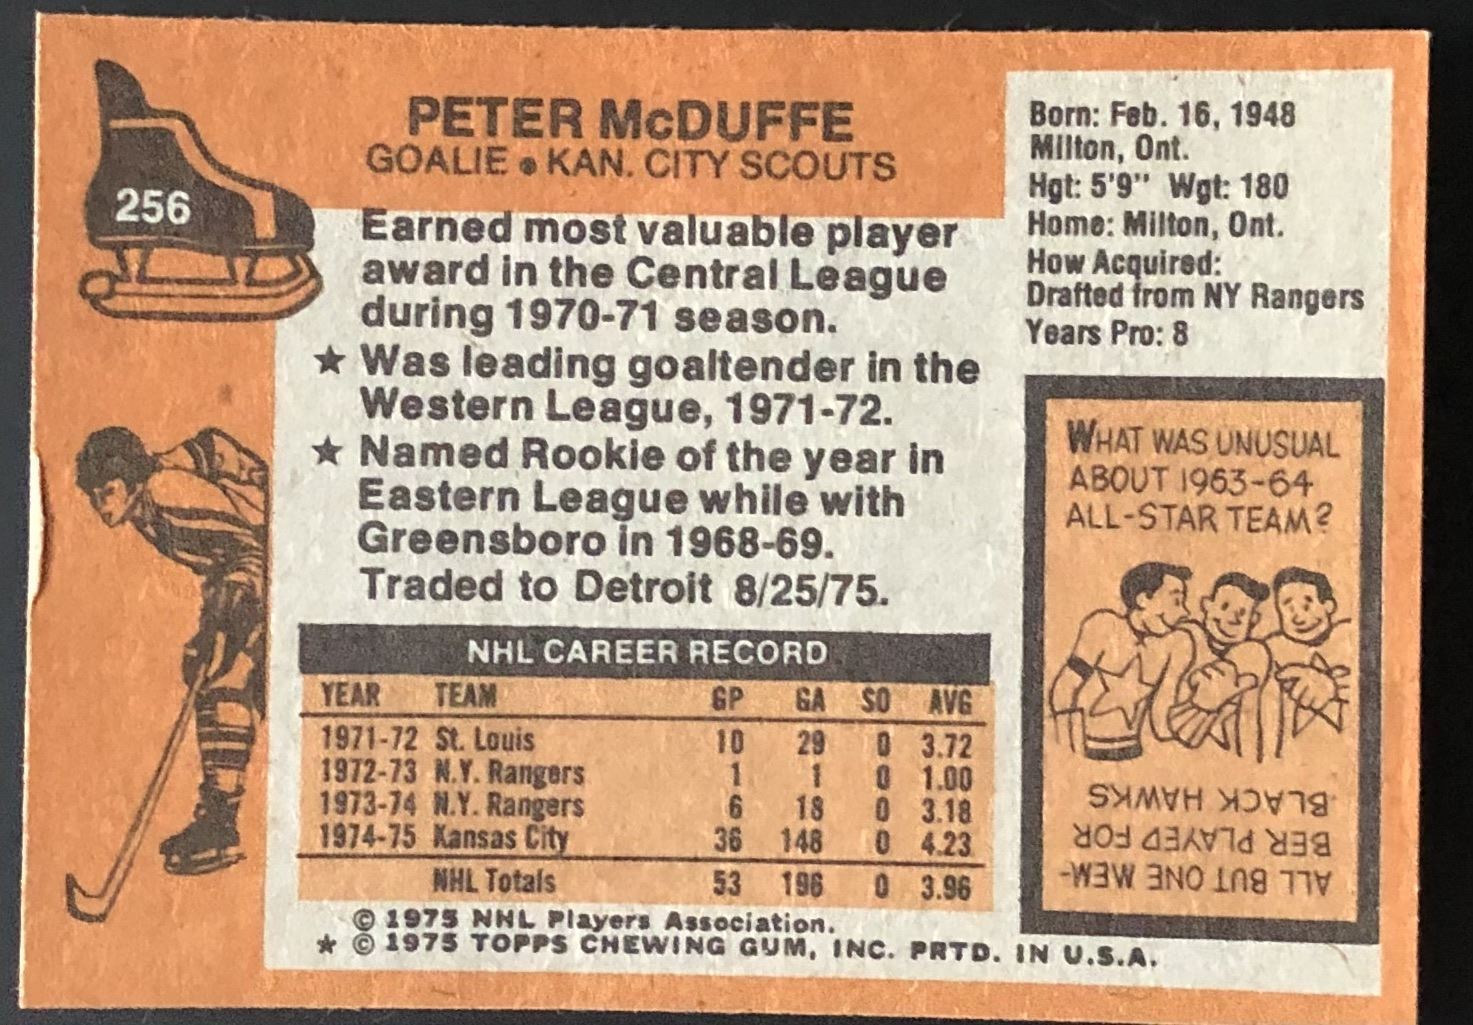 256
PETER McDUFFE
GOALIE • KAN. CITY SCOUTS
Earned most valuable player
award in the Central League
during 1970-71 season.
★ Was leading goaltender in the
Western League, 1971-72.
★ Named Rookie of the year in
Eastern League while with
Greensboro in 1968-69.
Traded to Detroit 8/25/75.
Born: Feb. 16, 1948
Milton, Ont.
Hgt: 5'9" Wgt: 180
Home: Milton, Ont.
How Acquired:
Drafted from NY Rangers
Years Pro: 8
WHAT WAS UNUSUAL
ABOUT 1963-64
ALL-STAR TEAM?
ALL BUT ONE MEM-
BER PLAYED FOR
BLACK HAWKS
NHL CAREER RECORD
YEAR TEAM GP GA SO AVG
1971-72 St. Louis 10 29 0 3.72
1972-73 N.Y. Rangers 1 1 0 1.00
1973-74 N.Y. Rangers 6 18 0 3.18
1974-75 Kansas City 36 148 0 4.23
NHL Totals 53 196 0 3.96
© 1975 NHL Players Association.
★ © 1975 TOPPS CHEWING GUM, INC. PRTD. IN U.S.A.